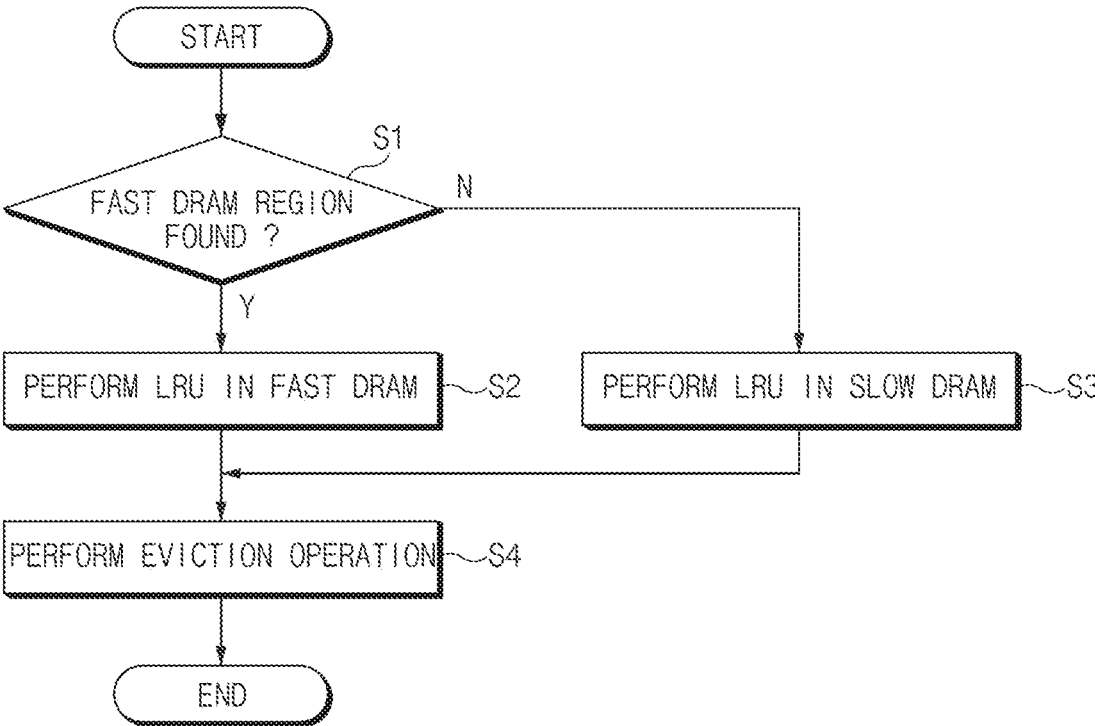 START
S1
FAST DRAM REGION
FOUND ?
N
Y
PERFORM LRU IN FAST DRAM
S2
PERFORM LRU IN SLOW DRAM
S3
PERFORM EVICTION OPERATION
S4
END